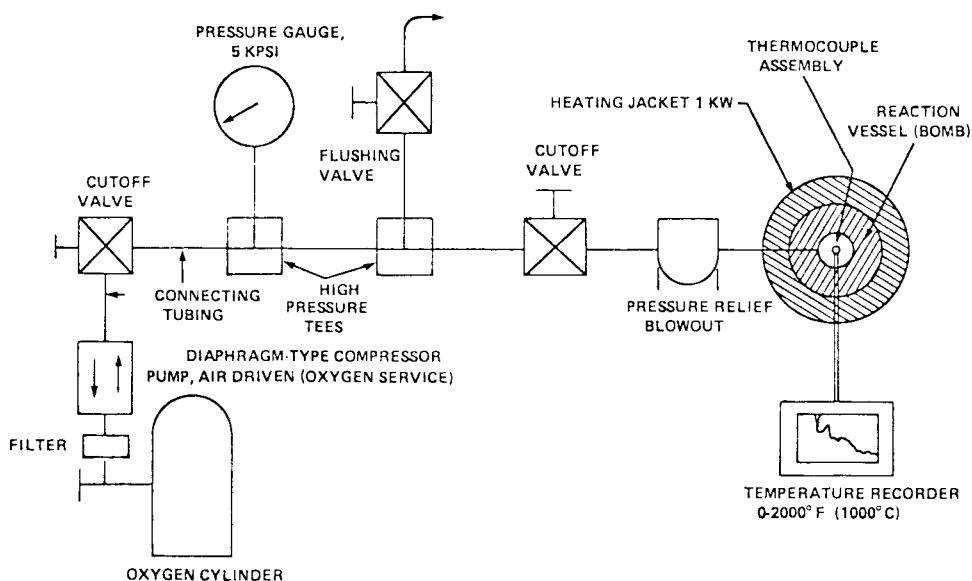 PRESSURE GAUGE,
5 KPSI
THERMOCOUPLE
ASSEMBLY
HEATING JACKET 1 KW
REACTION
VESSEL (BOMB)
FLUSHING
VALVE
CUTOFF
VALVE
CUTOFF
VALVE
CONNECTING
TUBING
HIGH
PRESSURE
TEES
PRESSURE RELIEF
BLOWOUT
DIAPHRAGM-TYPE COMPRESSOR
PUMP, AIR DRIVEN (OXYGEN SERVICE)
FILTER
OXYGEN CYLINDER
TEMPERATURE RECORDER
0-2000°F (1000°C)